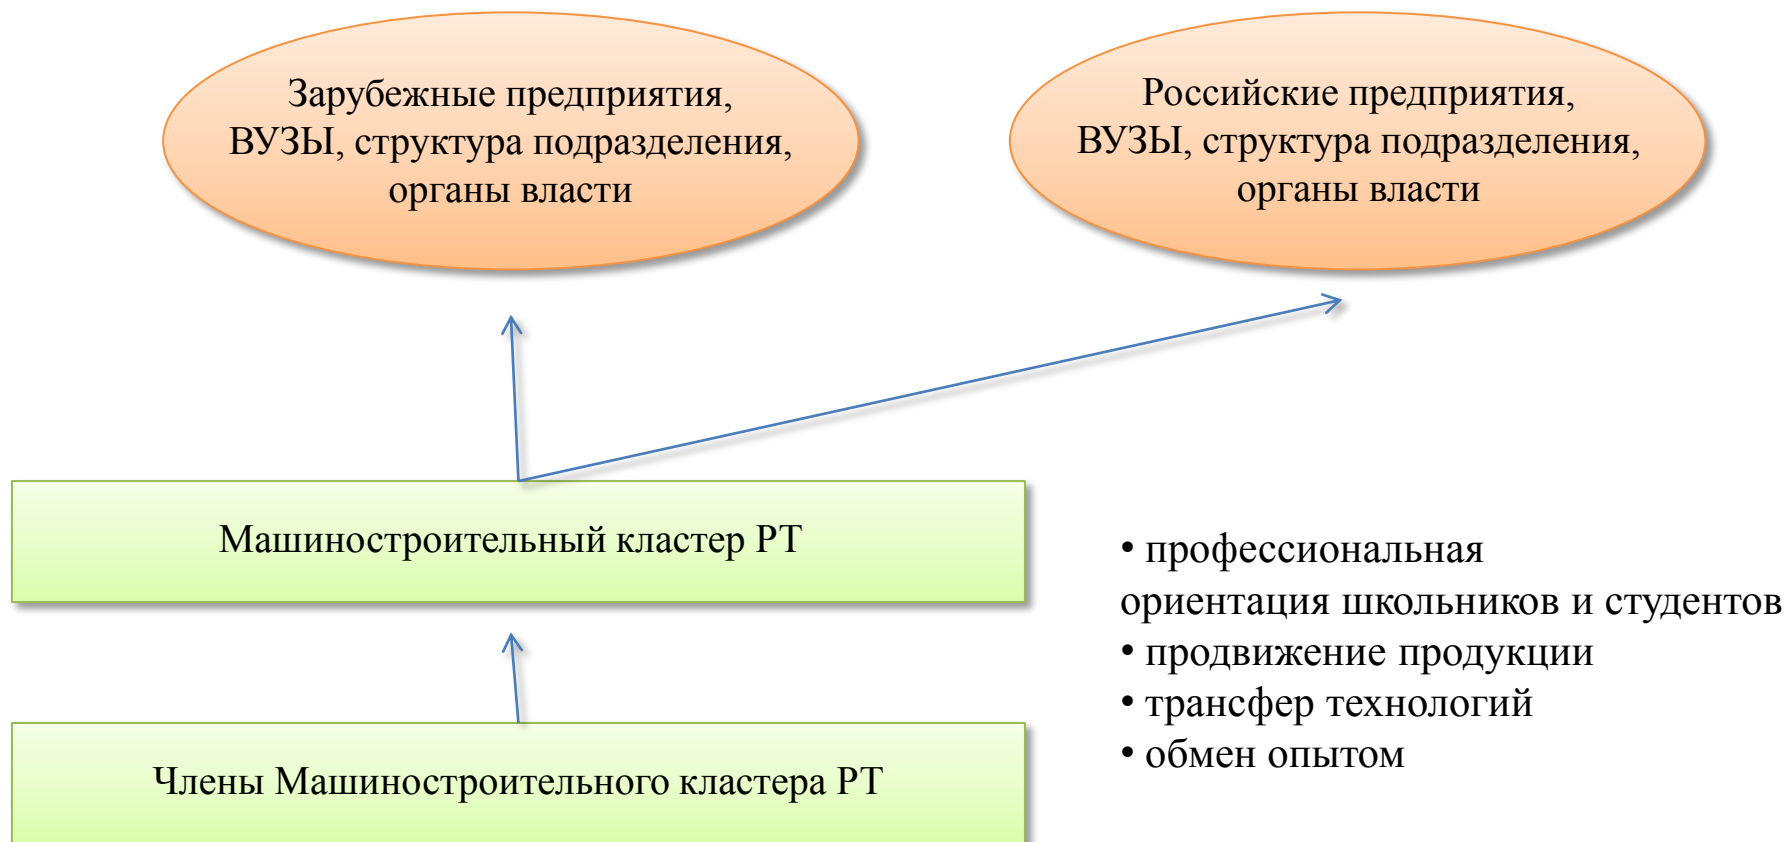 Зарубежные предприятия,
ВУЗЫ, структура подразделения,
органы власти
Российские предприятия,
ВУЗЫ, структура подразделения,
органы власти
Машиностроительный кластер РТ
• профессиональная
ориентация школьников и студентов
• продвижение продукции
• трансфер технологий
• обмен опытом
Члены Машиностроительного кластера РТ